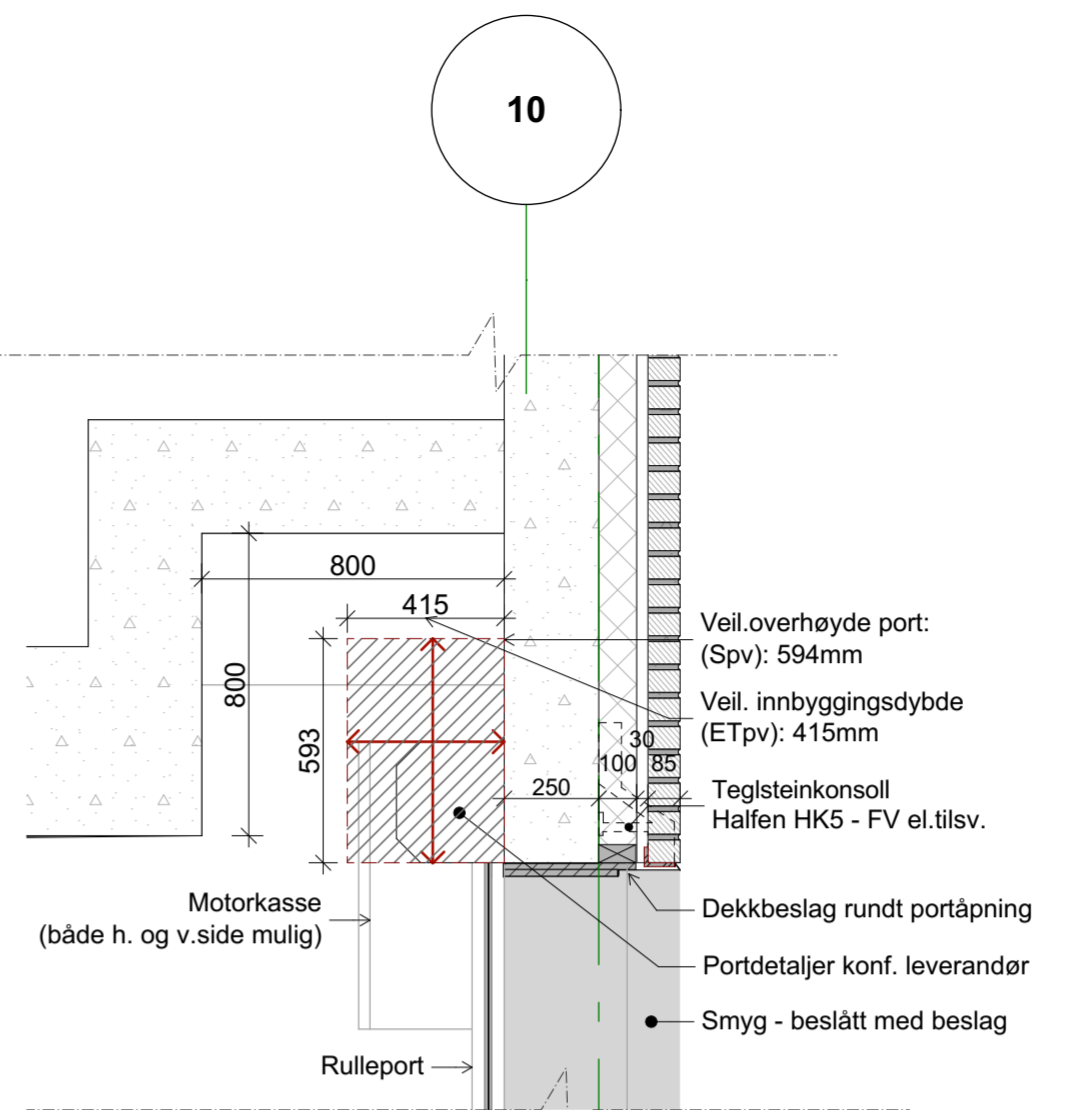 10
800
415
Veil.overhøyde port:
(Spv): 594mm
800
593
Veil. innbyggingsdybde
(ETpv): 415mm
30
100
85
250
Teglsteinkonsoll
Halfen HK5 - FV el.tilsv.
Motorkasse
(både h. og v.side mulig)
Dekkbeslag rundt portåpning
Portdetaljer konf. leverandør
Smyg - beslått med beslag
Rulleport